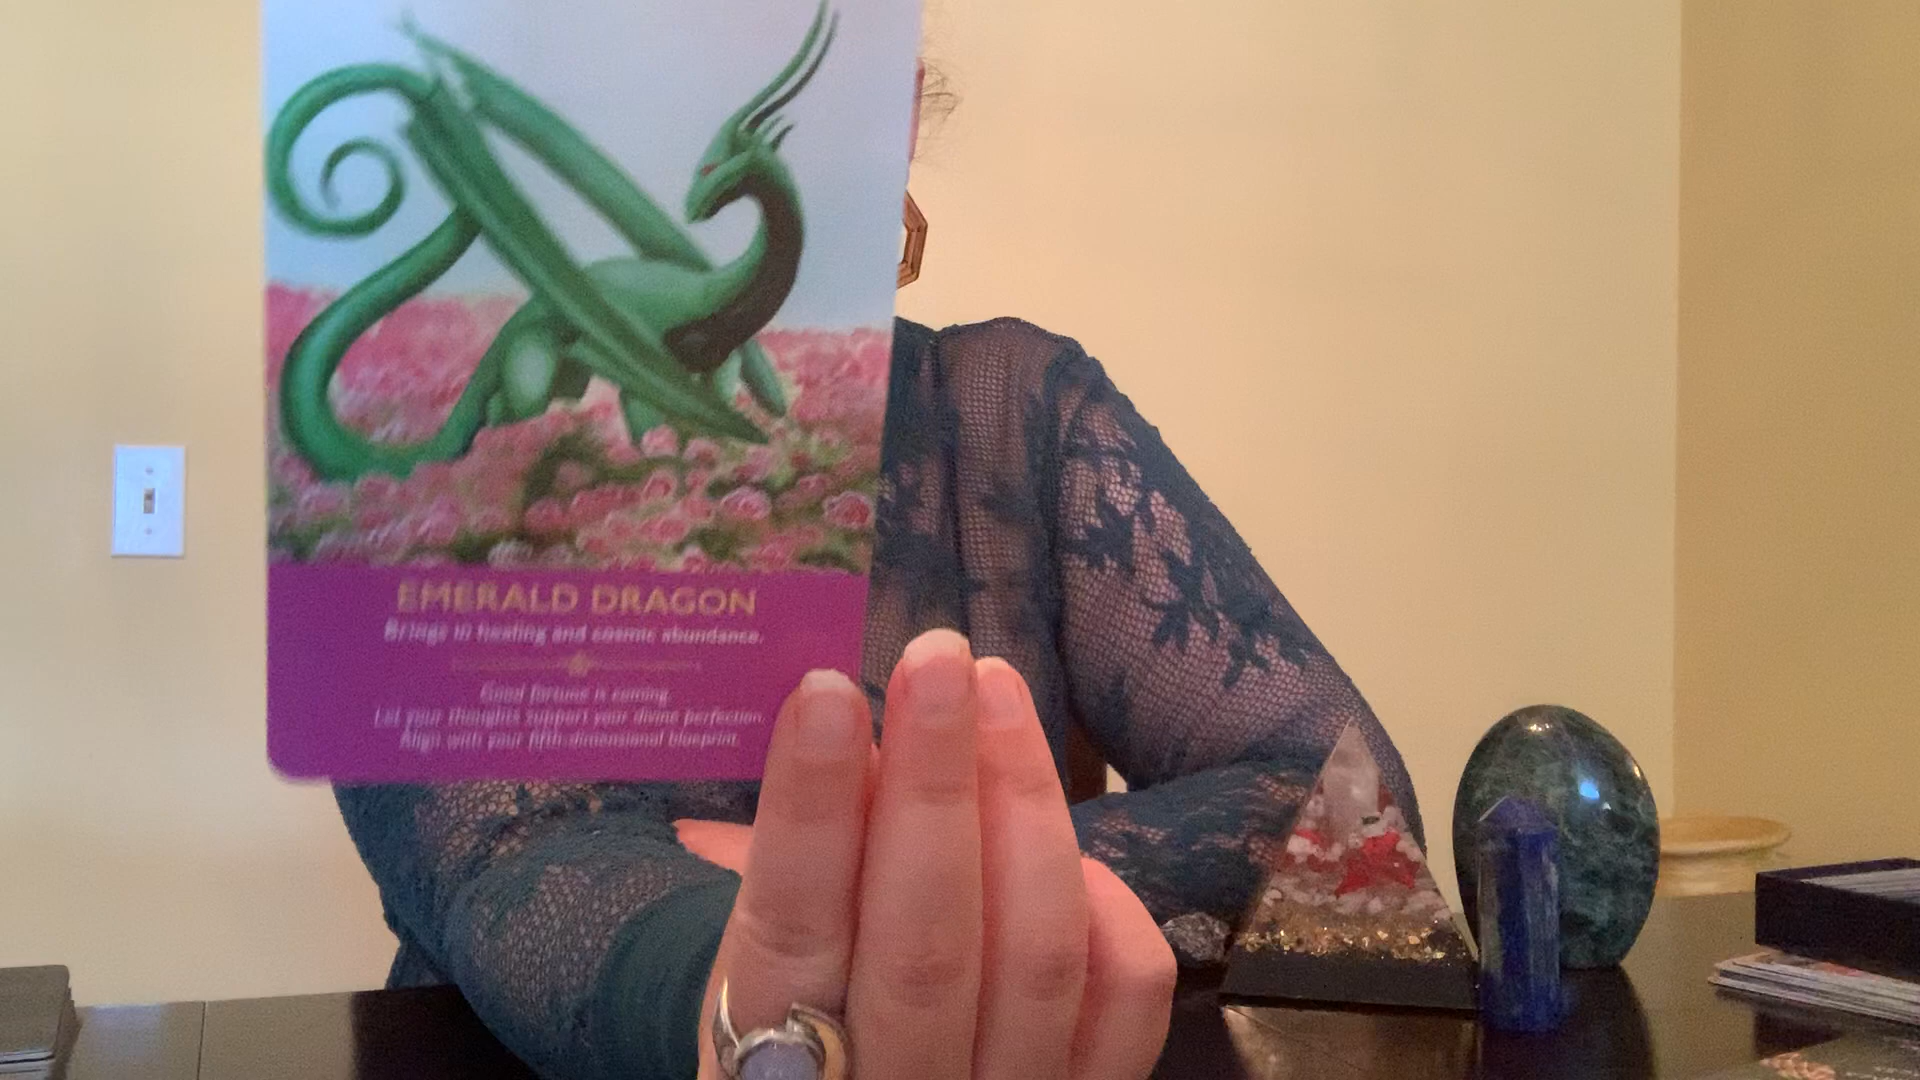 EMERALD DRAGON
Brings in healing and cosmic abundance.
Good fortune is coming.
Let your thoughts support your divine perfection.
Align with your fifth-dimensional blueprint.